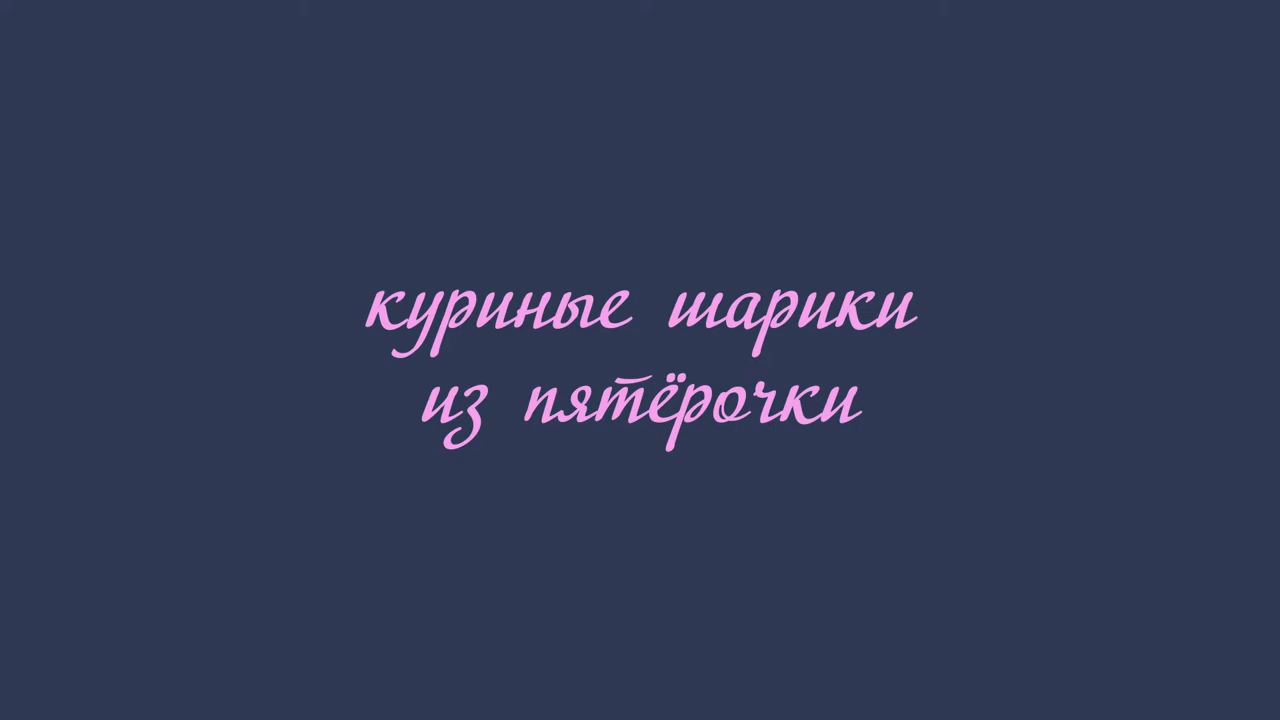 куриные шарики
из пятёрочки